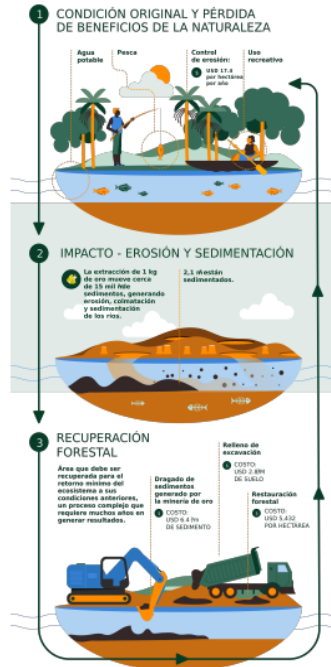 1
CONDICIÓN ORIGINAL Y PÉRDIDA
DE BENEFICIOS DE LA NATURALEZA
Agua
potable
Pesca
Control
de erosión:
USD 17.4
por hectárea
por año
Uso
recreativo
2
IMPACTO - EROSIÓN Y SEDIMENTACIÓN
La extracción de 1 kg
de oro mueve cerca
de 15 mil de
sedimentos, generando
erosión, colmatación
y sedimentación
de los ríos.
2,1 están
sedimentados.
3
RECUPERACIÓN
FORESTAL
Área que debe ser
recuperada para el
retorno mínimo del
ecosistema a sus
condiciones anteriores,
un proceso complejo que
requiere muchos años en
generar resultados.
Dragado de
sedimentos
generado por
la minería de oro
COSTO:
USD 6.4
DE SEDIMENTO
Relleno de
excavación
COSTO:
USD 2.89
DE SUELO
Restauración
forestal
COSTO:
USD 5,432
POR HECTÁREA